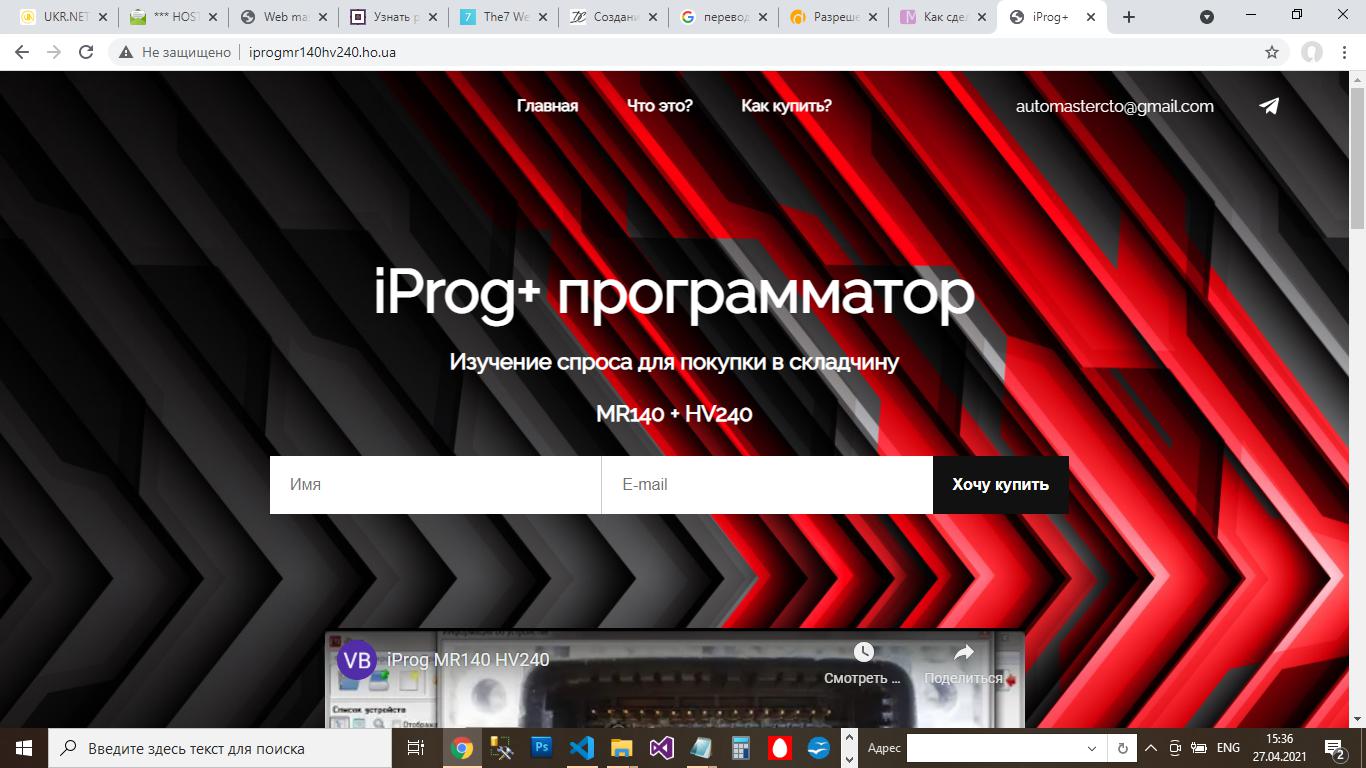 UKR.NET
*** HOST
Web ma
Узнать р
The7 We
Создани
перевод
Разреше
Как сдел
iProg+
Не защищено
iprogmr140hv240.ho.ua
Главная
Что это?
Как купить?
automastercto@gmail.com
iProg+ программатор
Изучение спроса для покупки в складчину
MR140 + HV240
Имя
E-mail
Хочу купить
VB
iProg MR140 HV240
Смотреть ...
Поделиться
Список устройств
Введите здесь текст для поиска
Ps
Адрес
ENG
15:36
27.04.2021
2